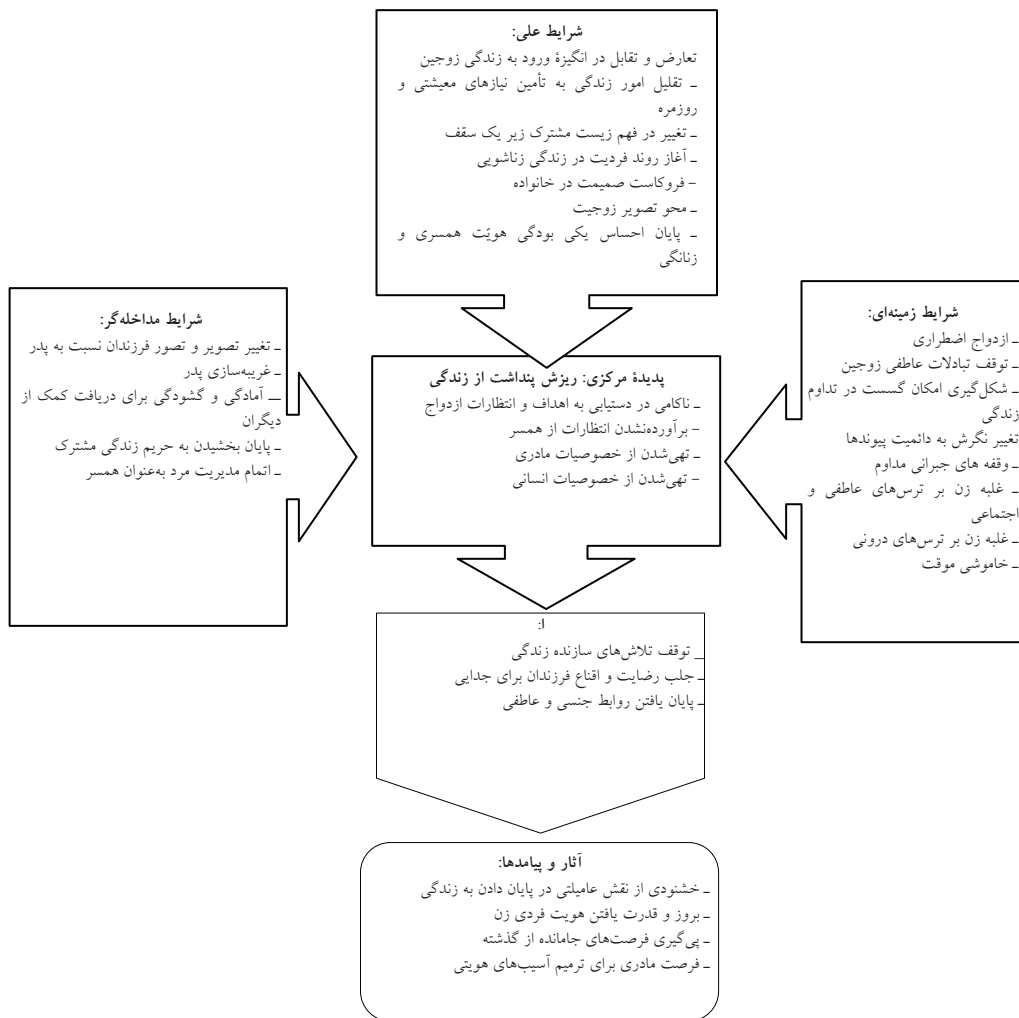 شرایط علی:
تعارض و تقابل در انگیزۀ ورود به زندگی زوجین
ـ تقلیل امور زندگی به تأمین نیازهای معیشتی و
روزمره
ـ تغییر در فهم زیست مشترک زیر یک سقف
ـ آغاز روند فردیت در زندگی زناشویی
- فروکاست صمیمت در خانواده
ـ محو تصویر زوجیت
ـ پایان احساس یکی بودگی هویّت همسری و
زنانگی
شرایط زمینه‌ای:
ـ ازدواج اضطراری
ـ توقف تبادلات عاطفی زوجین
ـ شکل‌گیری امکان گسست در تداوم
زندگی
تغییر نگرش به دائمیت پیوندها
ـ وقفه های جبرانی مداوم
ـ غلبه زن بر ترس‌های عاطفی و
اجتماعی
ـ غلبه زن بر ترس‌های درونی
ـ خاموشی موقت
پدیدۀ مرکزی: ریزش پنداشت از زندگی
ـ ناکامی در دستیابی به اهداف و انتظارات ازدواج
- برآورده‌نشدن انتظارات از همسر
ـ تهی‌شدن از خصوصیات مادری
- تهی‌شدن از خصوصیات انسانی
شرایط مداخله‌گر:
ـ تغییر تصویر و تصور فرزندان نسبت به پدر
ـ غریبه‌سازی پدر
ـ آمادگی و گشودگی برای دریافت کمک از
دیگران
ـ پایان بخشیدن به حریم زندگی مشترک
ـ اتمام مدیریت مرد به‌عنوان همسر
ا:
_ توقف تلاش‌های سازنده زندگی
ـ جلب رضایت و اقناع فرزندان برای جدایی
ـ پایان یافتن روابط جنسی و عاطفی
آثار و پیامدها:
ـ خشنودی از نقش عاملیتی در پایان دادن به زندگی
ـ بروز و قدرت یافتن هویت فردی زن
ـ پی‌گیری فرصت‌های جامانده از گذشته
ـ فرصت مادری برای ترمیم آسیب‌های هویتی